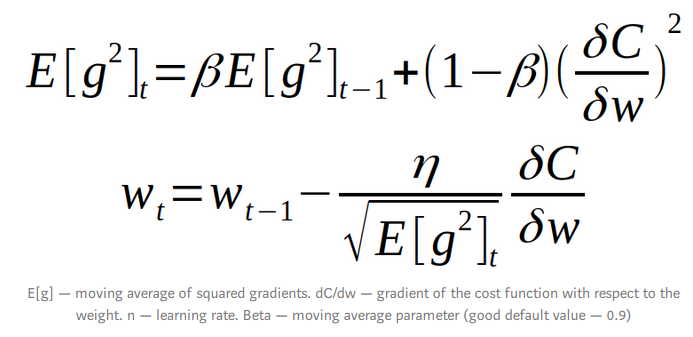 E[g²]ₜ=βE[g²]ₜ₋₁+(1−β)(δC/δw)²
wₜ=wₜ₋₁−η/√E[g²]ₜ δC/δw
E[g] — moving average of squared gradients. dC/dw — gradient of the cost function with respect to the
weight. n — learning rate. Beta — moving average parameter (good default value — 0.9)